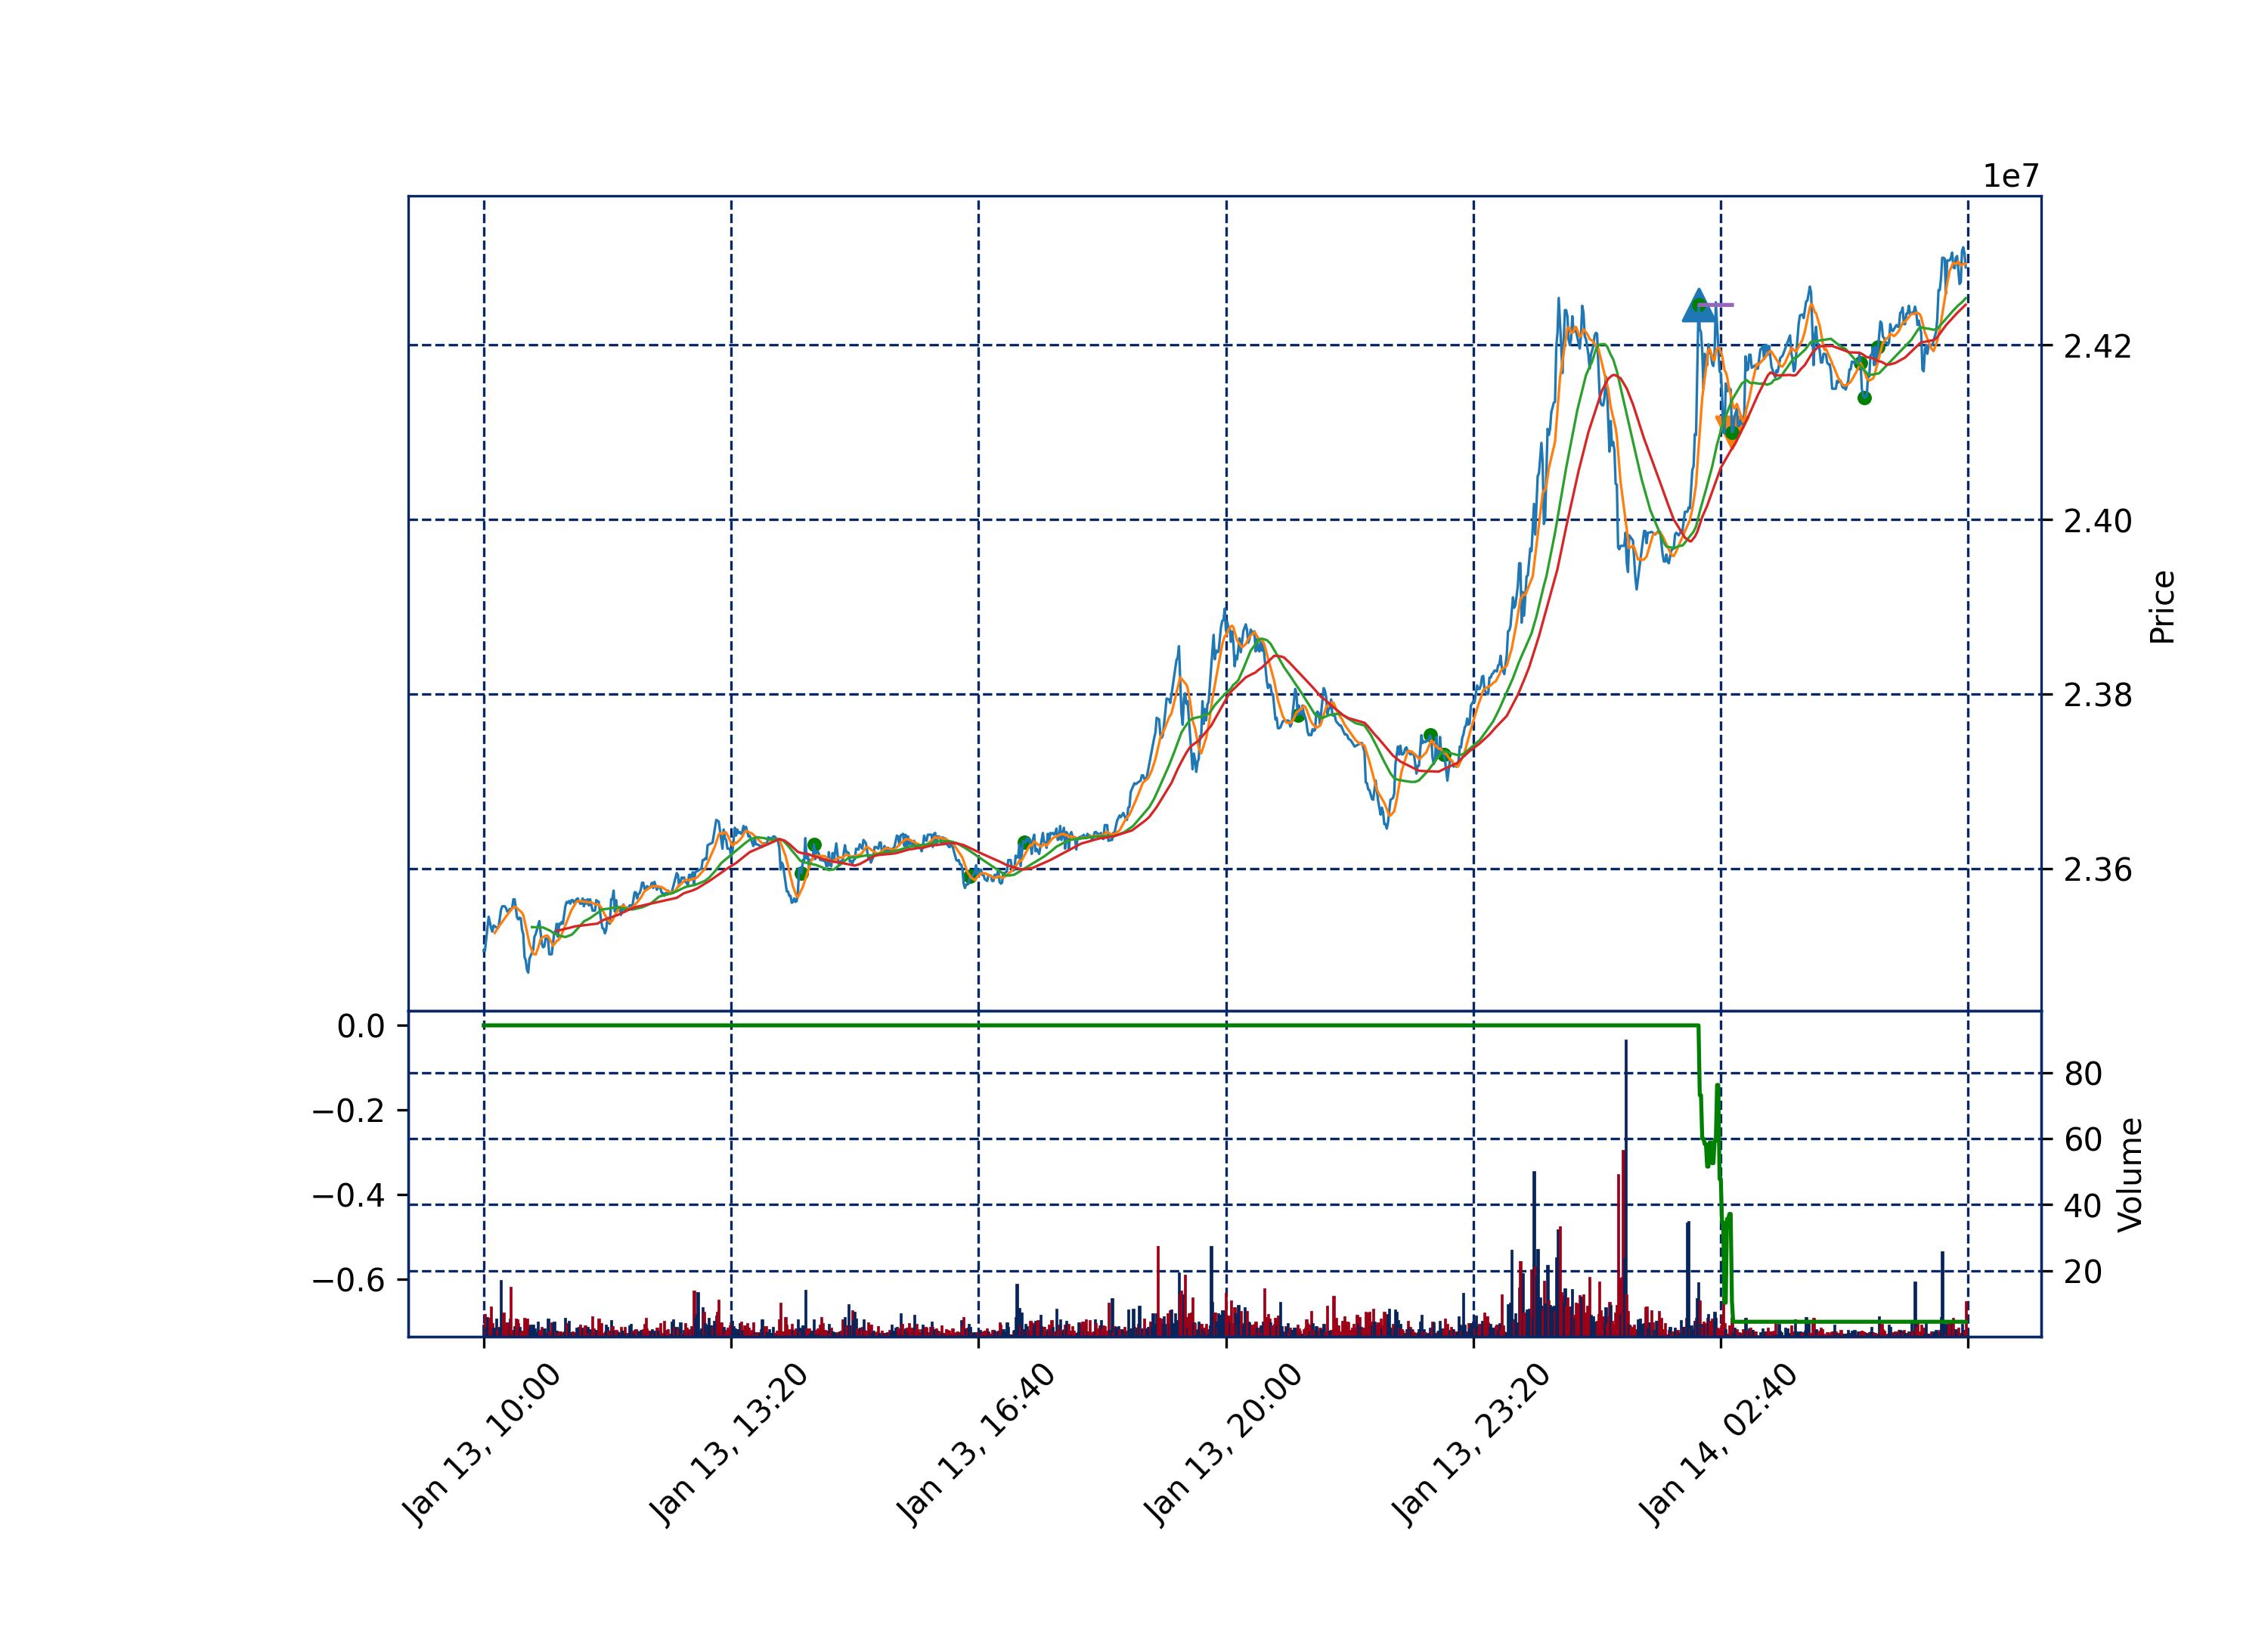 1e7
2.42
2.40
2.38
2.36
Price
0.0
−0.2
−0.4
−0.6
80
60
40
20
Volume
Jan 13, 10:00
Jan 13, 13:20
Jan 13, 16:40
Jan 13, 20:00
Jan 13, 23:20
Jan 14, 02:40